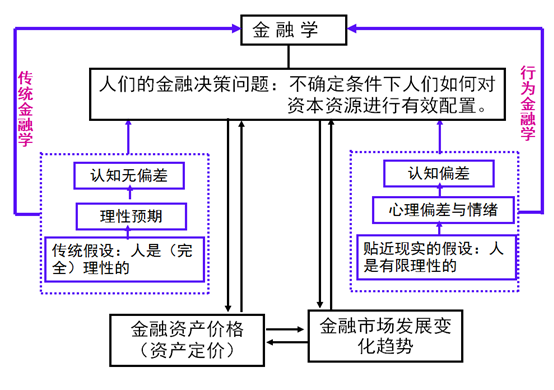 金融学
人们的金融决策问题：不确定条件下人们如何对
资本资源进行有效配置。
传统金融学
行为金融学
认知无偏差
理性预期
传统假设：人是（完
全）理性的
认知偏差
心理偏差与情绪
贴近现实的假设：人
是有限理性的
金融资产价格
（资产定价）
金融市场发展变
化趋势